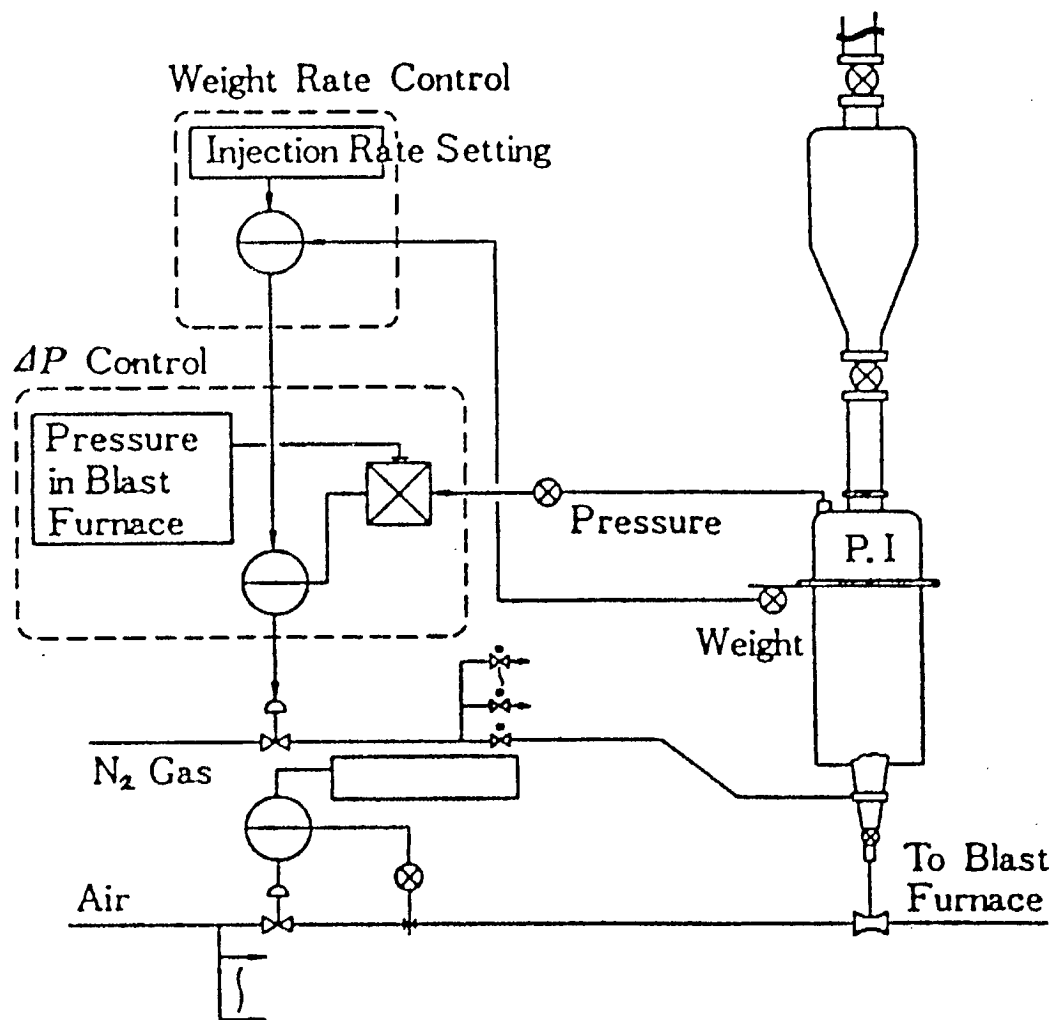 Weight Rate Control
Injection Rate Setting
ΔP Control
Pressure
in Blast
Furnace
Pressure
P. I
Weight
N₂ Gas
To Blast
Furnace
Air